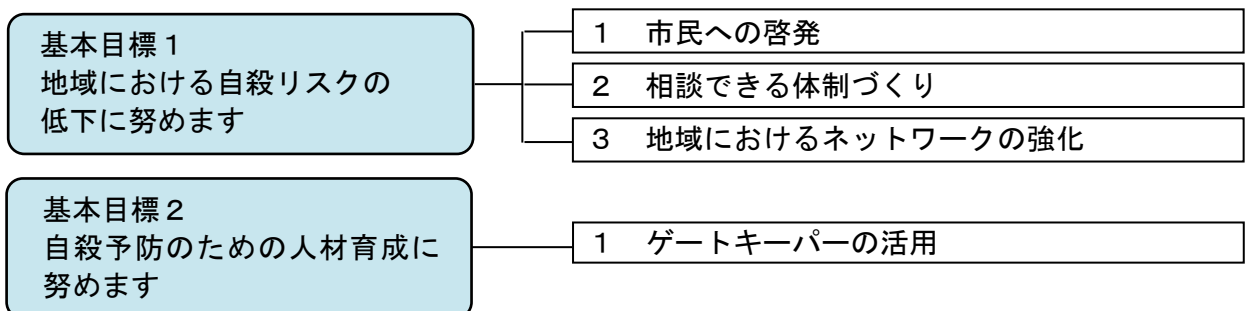 基本目標１
地域における自殺リスクの
低下に努めます
１　市民への啓発
２　相談できる体制づくり
３　地域におけるネットワークの強化
基本目標２
自殺予防のための人材育成に
努めます
１　ゲートキーパーの活用